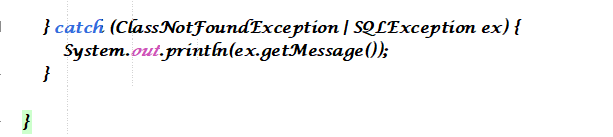 } catch (ClassNotFoundException | SQLException ex) {
System.out.println(ex.getMessage());
}
}